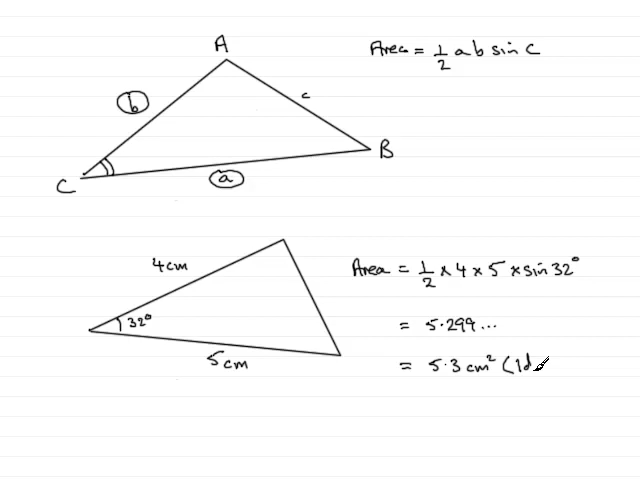 A
Area = 1/2 a b sin C
b
c
B
C
a
4cm
Area = 1/2 × 4 × 5 × sin 32°
32°
= 5.299...
5cm
= 5.3 cm² (1d